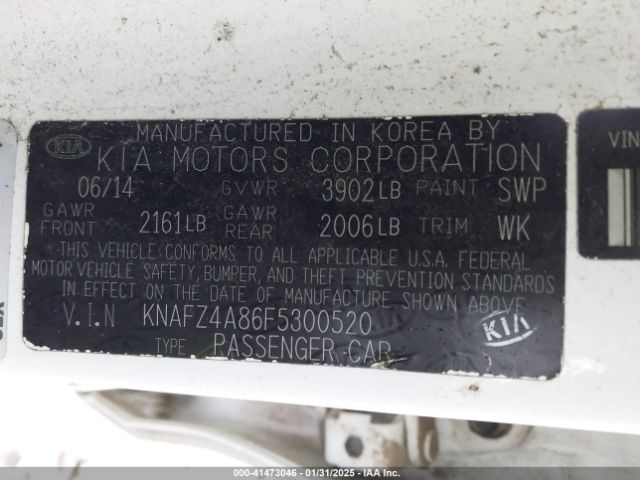 MANUFACTURED IN KOREA BY
KIA KIA MOTORS CORPORATION
06/14 GVWR 3902LB PAINT SWP
GAWR FRONT 2161LB GAWR REAR 2006LB TRIM WK
THIS VEHICLE CONFORMS TO ALL APPLICABLE U.S.A. FEDERAL
MOTOR VEHICLE SAFETY, BUMPER, AND THEFT PREVENTION STANDARDS
IN EFFECT ON THE DATE OF MANUFACTURE SHOWN ABOVE.
V.I.N KNAFZ4A86F5300520
TYPE PASSENGER CAR
KIA
VIN
000-41473046 - 01/31/2025 - IAA Inc.